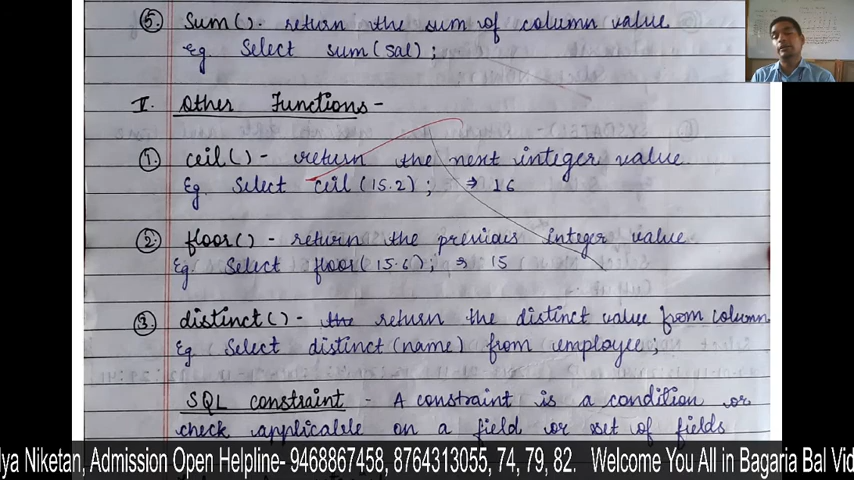 5. Sum()- return the sum of column value
Eg Select sum(sal);
II. Other Functions-
1. ceil()- return the next integer value
Eg. Select ceil(15.2); ⇒ 16
2. floor()- return the previous integer value
Eg. Select floor(15.6); ⇒ 15
3. distinct()- the return the distinct value from column
Eg Select distinct(name) from employee;
SQL constraint - A constraint is a condition or
check applicable on a field or set of fields
lya Niketan, Admission Open Helpline- 9468867458, 8764313055, 74, 79, 82. Welcome You All in Bagaria Bal Vid